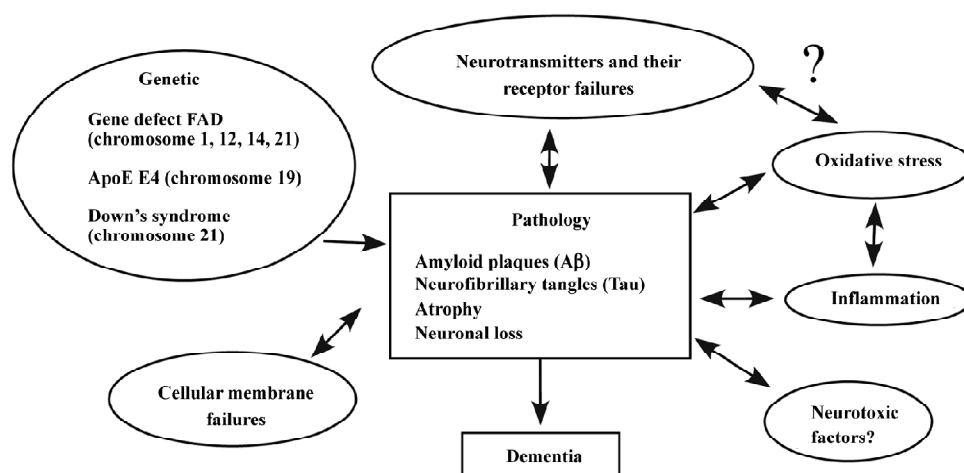 Genetic
Gene defect FAD
(chromosome 1, 12, 14, 21)
ApoE E4 (chromosome 19)
Down's syndrome
(chromosome 21)
Neurotransmitters and their
receptor failures
?
Oxidative stress
Pathology
Amyloid plaques (Aβ)
Neurofibrillary tangles (Tau)
Atrophy
Neuronal loss
Inflammation
Cellular membrane
failures
Neurotoxic
factors?
Dementia